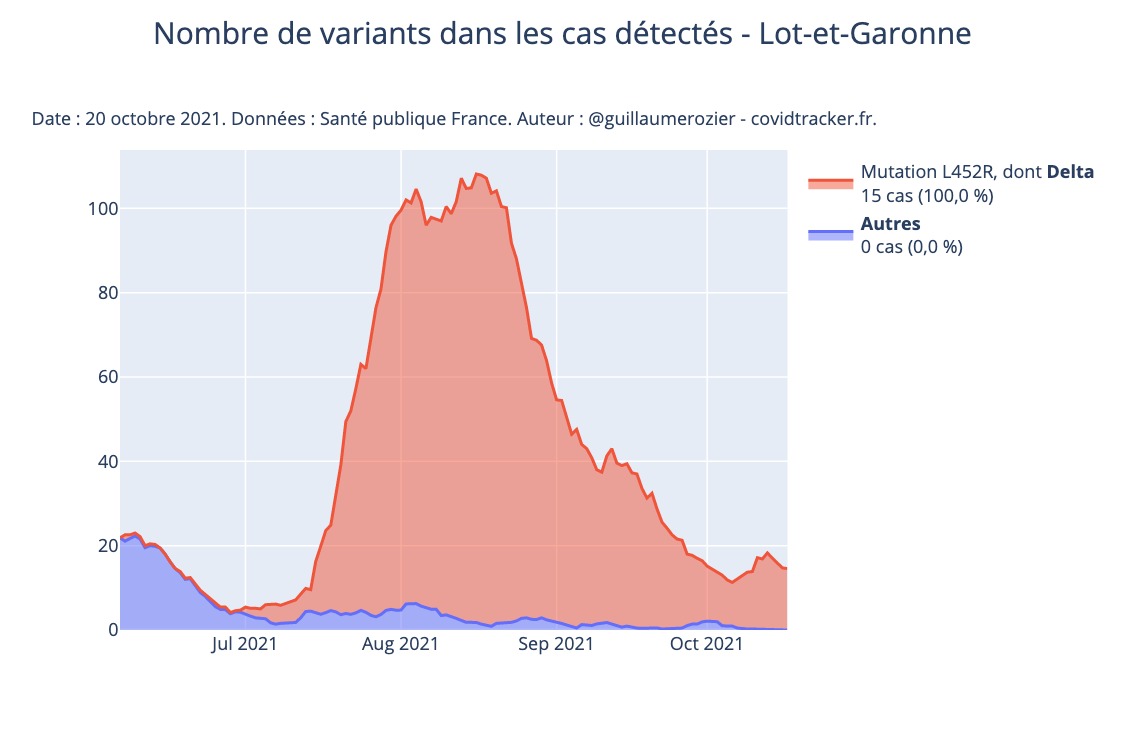 Nombre de variants dans les cas détectés - Lot-et-Garonne
Date : 20 octobre 2021. Données : Santé publique France. Auteur : @guillaumerozier - covidtracker.fr.
Mutation L452R, dont Delta
15 cas (100,0 %)
Autres
0 cas (0,0 %)
100
80
60
40
20
0
Jul 2021
Aug 2021
Sep 2021
Oct 2021